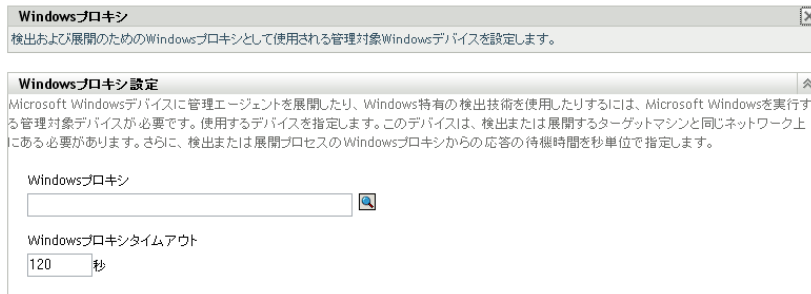 Windowsプロキシ
検出および展開のためのWindowsプロキシとして使用される管理対象Windowsデバイスを設定します。
Windowsプロキシ設定
Microsoft Windowsデバイスに管理エージェントを展開したり、Windows特有の検出技術を使用したりするには、Microsoft Windowsを実行す
る管理対象デバイスが必要です。使用するデバイスを指定します。このデバイスは、検出または展開するターゲットマシンと同じネットワーク上
にある必要があります。さらに、検出または展開プロセスのWindowsプロキシからの応答の待機時間を秒単位で指定します。
Windowsプロキシ
Windowsプロキシタイムアウト
120 秒